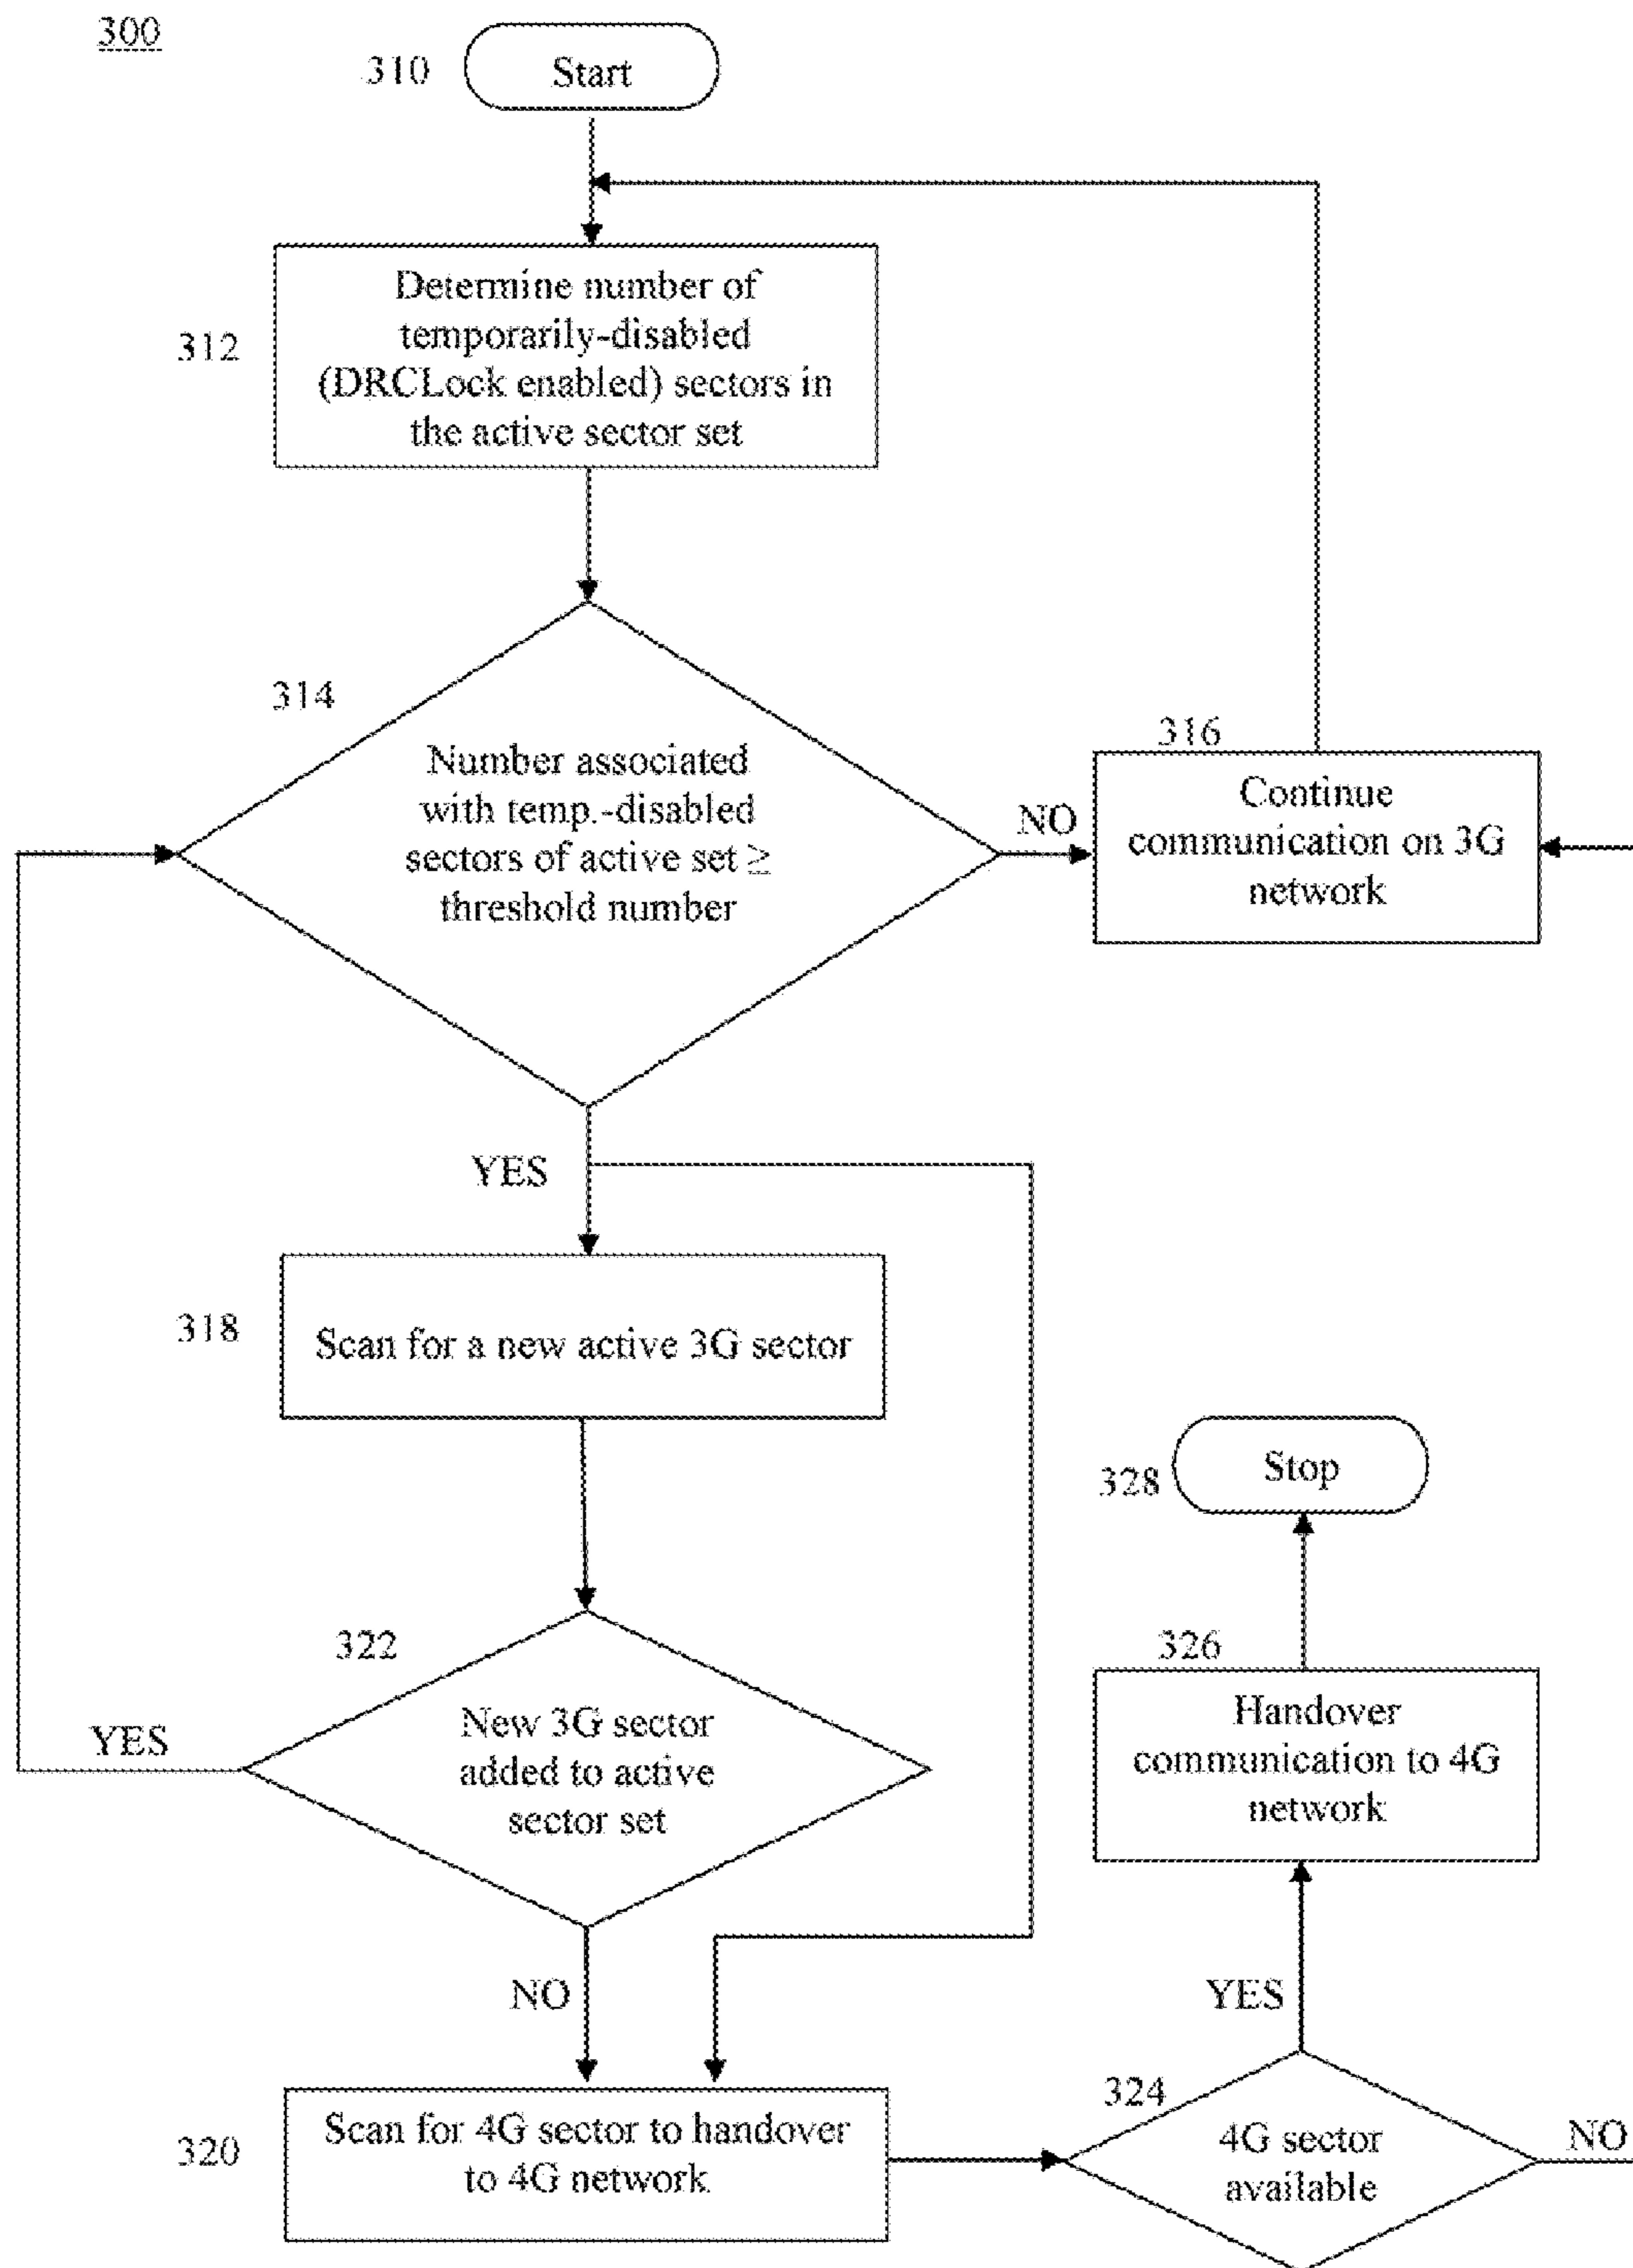 300
310
Start
312
Determine number of
temporarily-disabled
(DRCLock enabled) sectors in
the active sector set
314
Number associated
with temp.-disabled
sectors of active set ≥
threshold number
NO
316
Continue
communication on 3G
network
YES
318
Scan for a new active 3G sector
322
New 3G sector
added to active
sector set
YES
NO
320
Scan for 4G sector to handover
to 4G network
324
4G sector
available
NO
YES
326
Handover
communication to 4G
network
328
Stop